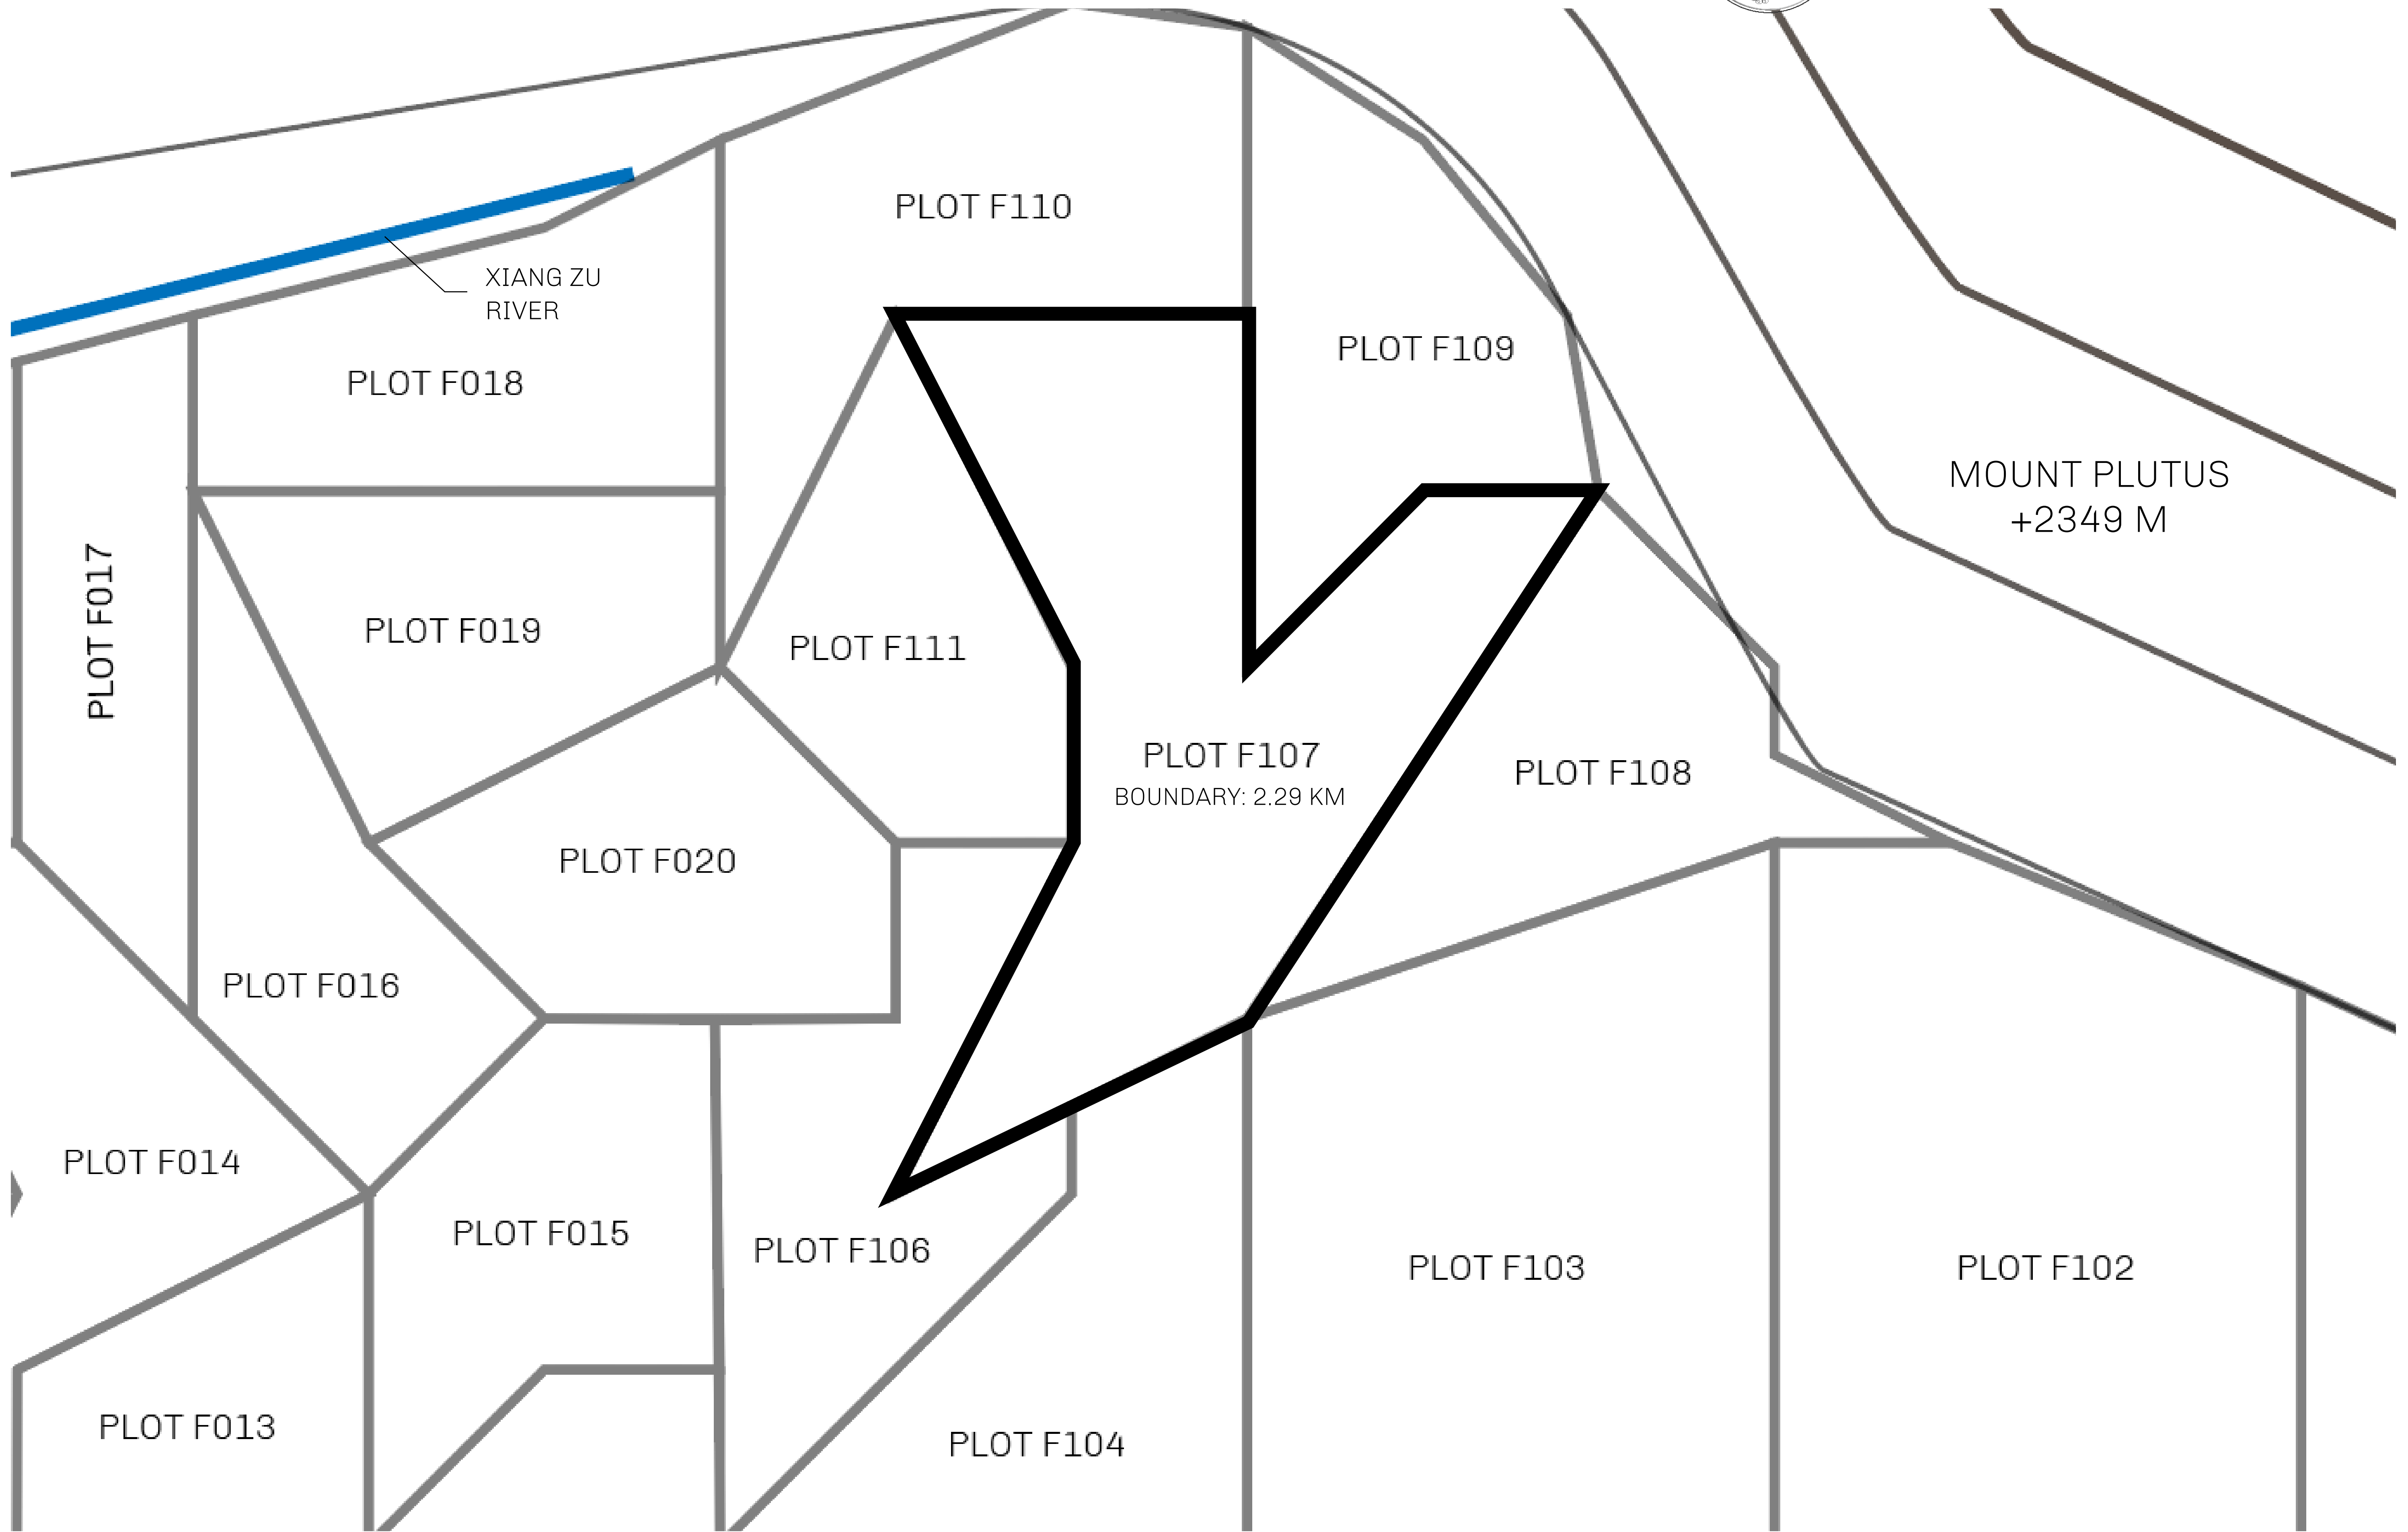 PLOT F110
XIANG ZU
RIVER
PLOT F018
PLOT F109
MOUNT PLUTUS
+2349 M
PLOT F017
PLOT F019
PLOT F111
PLOT F107
BOUNDARY: 2.29 KM
PLOT F108
PLOT F020
PLOT F016
PLOT F014
PLOT F015
PLOT F106
PLOT F103
PLOT F102
PLOT F013
PLOT F104